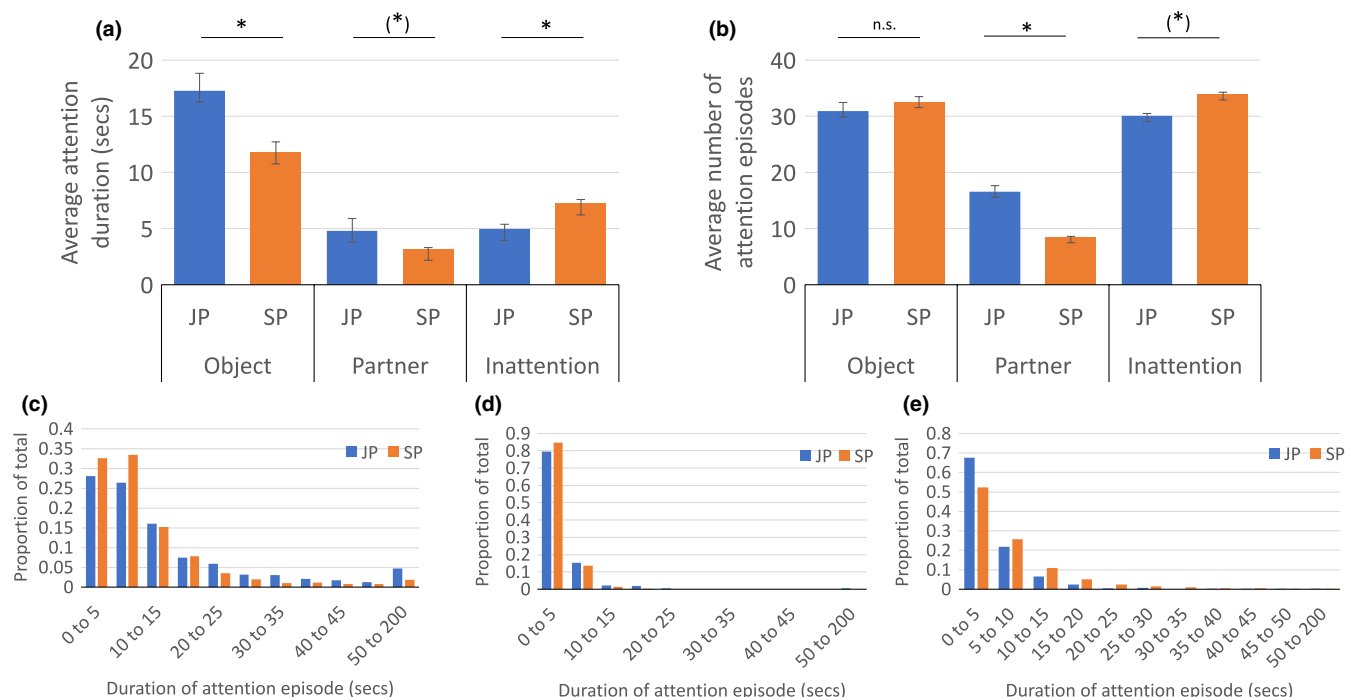 (a)
* (*) *
Average attention
duration (secs)
20
15
10
5
0
JP SP JP SP JP SP
Object Partner Inattention
(b)
n.s. * (*)
Average number of
attention episodes
40
30
20
10
0
JP SP JP SP JP SP
Object Partner Inattention
(c)
Proportion of total
0.4
0.35
0.3
0.25
0.2
0.15
0.1
0.05
0
JP SP
0 to 5
10 to 15
20 to 25
30 to 35
40 to 45
50 to 200
Duration of attention episode (secs)
(d)
Proportion of total
0.9
0.8
0.7
0.6
0.5
0.4
0.3
0.2
0.1
0
JP SP
0 to 5
10 to 15
20 to 25
30 to 35
40 to 45
50 to 200
Duration of attention episode (secs)
(e)
Proportion of total
0.8
0.7
0.6
0.5
0.4
0.3
0.2
0.1
0
JP SP
0 to 5
5 to 10
10 to 15
15 to 20
20 to 25
25 to 30
30 to 35
35 to 40
40 to 45
45 to 50
50 to 200
Duration of attention episode (secs)